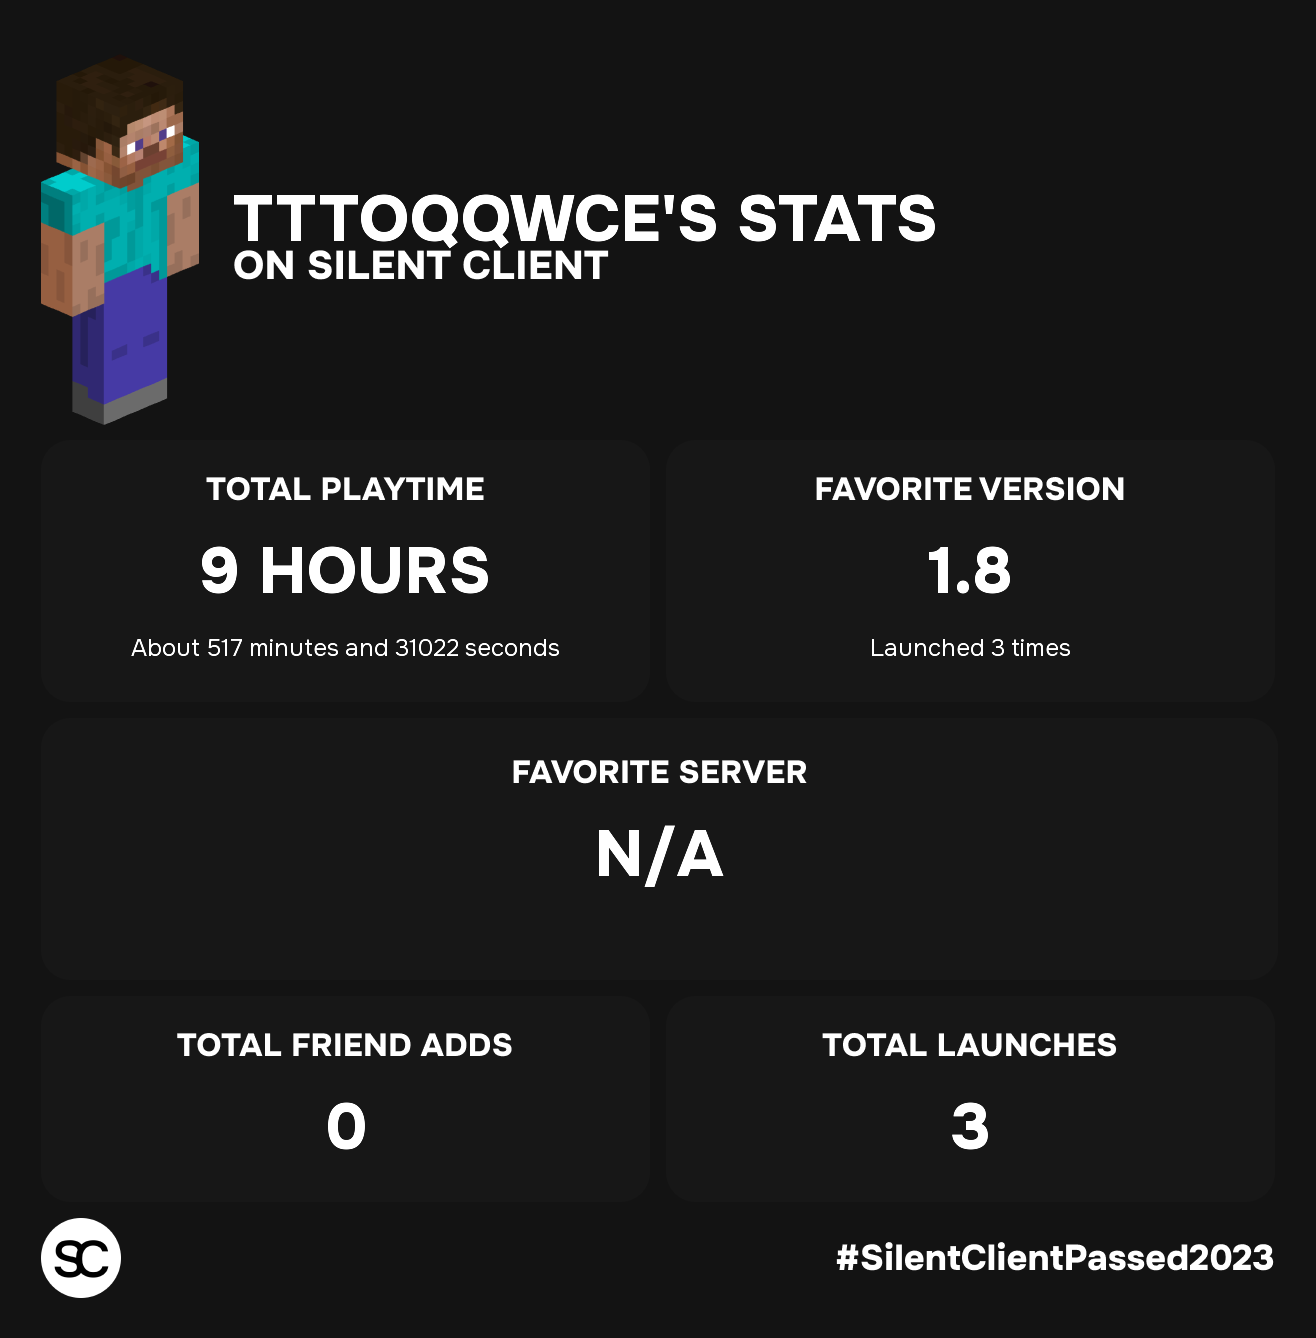 TTTOQQWCE'S STATS
ON SILENT CLIENT
TOTAL PLAYTIME
9 HOURS
About 517 minutes and 31022 seconds
FAVORITE VERSION
1.8
Launched 3 times
FAVORITE SERVER
N/A
TOTAL FRIEND ADDS
0
TOTAL LAUNCHES
3
SC
#SilentClientPassed2023